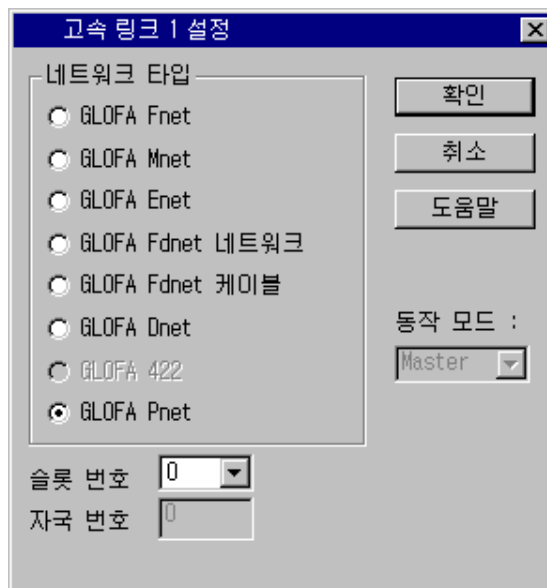 고속 링크 1 설정
네트워크 타입
GLOFA Fnet
GLOFA Mnet
GLOFA Enet
GLOFA Fdnet 네트워크
GLOFA Fdnet 케이블
GLOFA Dnet
GLOFA 422
GLOFA Pnet
확인
취소
도움말
동작 모드 :
Master
슬롯 번호 0
자국 번호 0